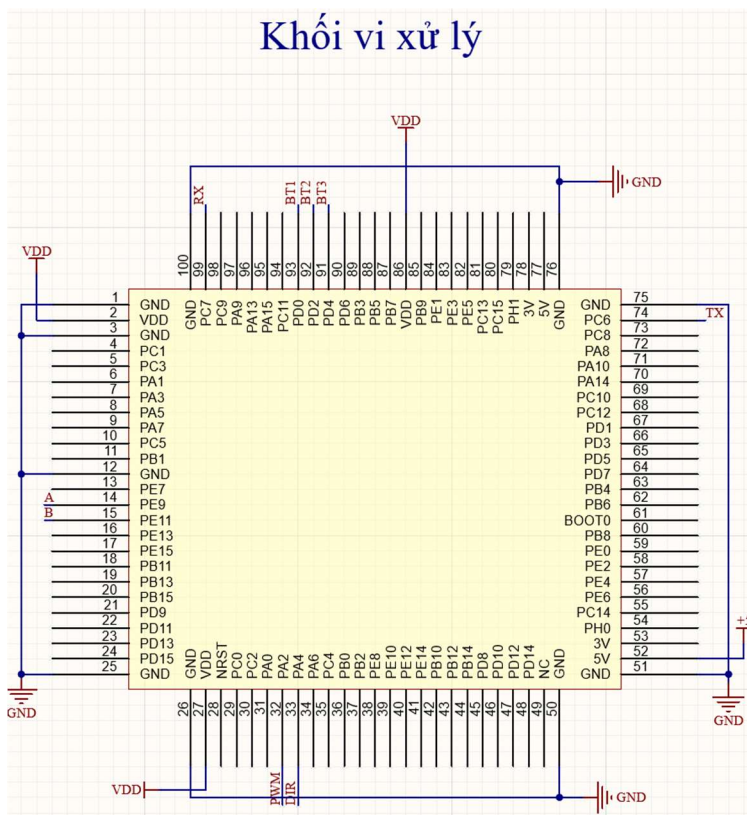 Khối vi xử lý
VDD
GND
RX
BT1
BT2
BT3
100 99 98 97 96 95 94 93 92 91 90 89 88 87 86 85 84 83 82 81 80 79 78 77 76
GND PC7 PC9 PA9 PA13 PA15 PC11 PD0 PD2 PD4 PD6 PB3 PB5 PB7 VDD PB9 PE1 PE3 PE5 PC13 PC15 PH1 3V 5V GND
VDD
1 GND
2 VDD
3 GND
4 PC1
5 PC3
6 PA1
7 PA3
8 PA5
9 PA7
10 PC5
11 PB1
12 GND
13 PE7
A 14 PE9
B 15 PE11
16 PE13
17 PE15
18 PB11
19 PB13
20 PB15
21 PD9
22 PD11
23 PD13
24 PD15
25 GND
GND
GND 75
PC6 74 TX
PC8 73
PA8 72
PA10 71
PA14 70
PC10 69
PC12 68
PD1 67
PD3 66
PD5 65
PD7 64
PB4 63
PB6 62
BOOT0 61
PB8 60
PE0 59
PE2 58
PE4 57
PE6 56
PC14 55
PH0 54
3V 53
5V 52
GND 51
GND
GND VDD NRST PC0 PC2 PA0 PA2 PA4 PA6 PC4 PB0 PB2 PE8 PE10 PE12 PE14 PB10 PB12 PB14 PD8 PD10 PD12 PD14 NC GND
26 27 28 29 30 31 32 33 34 35 36 37 38 39 40 41 42 43 44 45 46 47 48 49 50
VDD
PWM
DIR
GND